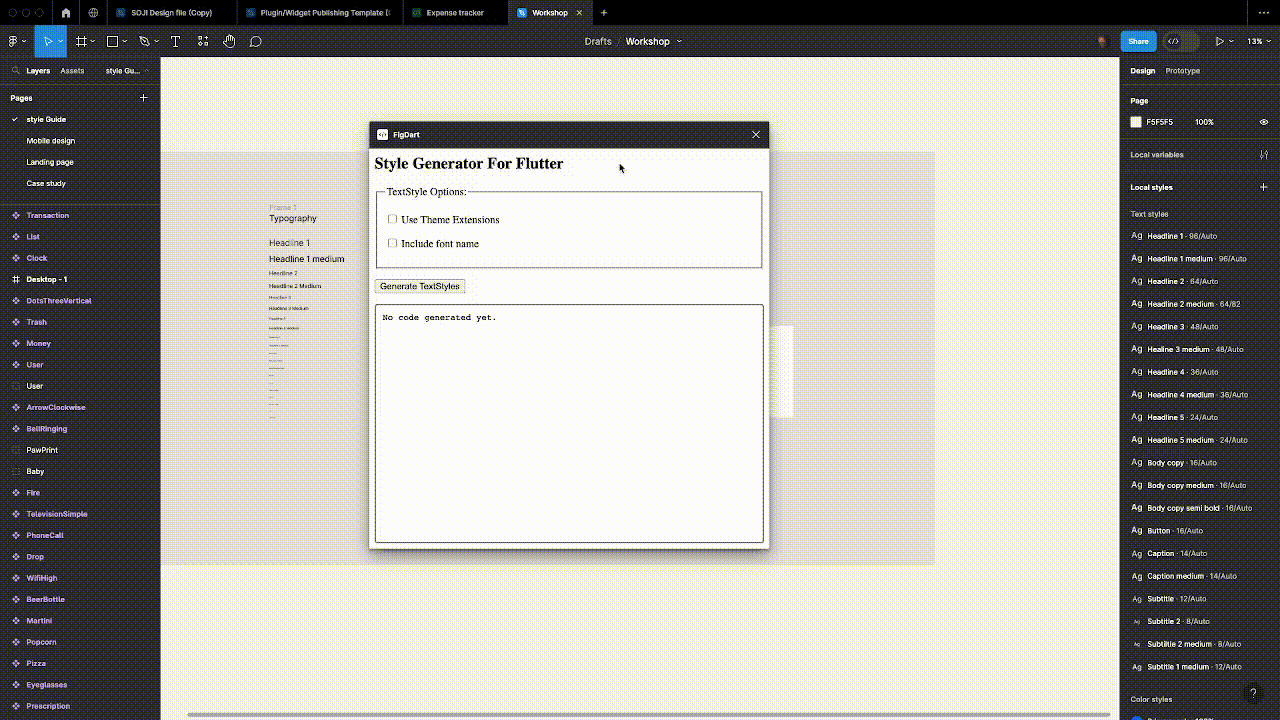 SOJI Design file (Copy)
Plugin/Widget Publishing Template (
Expense tracker
Workshop
Drafts / Workshop
Share
13%
Layers
Assets
style Gu...
Pages
style Guide
Mobile design
Landing page
Case study
Transaction
List
Clock
Desktop - 1
DotsThreeVertical
Trash
Money
User
User
ArrowClockwise
BellRinging
PawPrint
Baby
Fire
TelevisionSimple
PhoneCall
Drop
WifiHigh
BeerBottle
Martini
Popcorn
Pizza
Eyeglasses
Prescription
Frame 1
Typography
Headline 1
Headline 1 medium
Headline 2
Headline 2 Medium
Headline 3
Headline 3 Medium
FigDart
Style Generator For Flutter
TextStyle Options:
Use Theme Extensions
Include font name
Generate TextStyles
No code generated yet.
Design
Prototype
Page
F5F5F5
100%
Local variables
Local styles
Text styles
Ag Headline 1 · 96/Auto
Ag Headline 1 medium · 96/Auto
Ag Headline 2 · 64/Auto
Ag Headline 2 medium · 64/82
Ag Headline 3 · 48/Auto
Ag Healine 3 medium · 48/Auto
Ag Headline 4 · 36/Auto
Ag Headline 4 medium · 36/Auto
Ag Headline 5 · 24/Auto
Ag Headline 5 medium · 24/Auto
Ag Body copy · 16/Auto
Ag Body copy medium · 16/Auto
Ag Body copy semi bold · 16/Auto
Ag Button · 16/Auto
Ag Caption · 14/Auto
Ag Caption medium · 14/Auto
Ag Subtitle · 12/Auto
Ag Subtitle 2 · 8/Auto
Ag Subtiltle 2 medium · 8/Auto
Ag Subtitle 1 medium · 12/Auto
Color styles
?